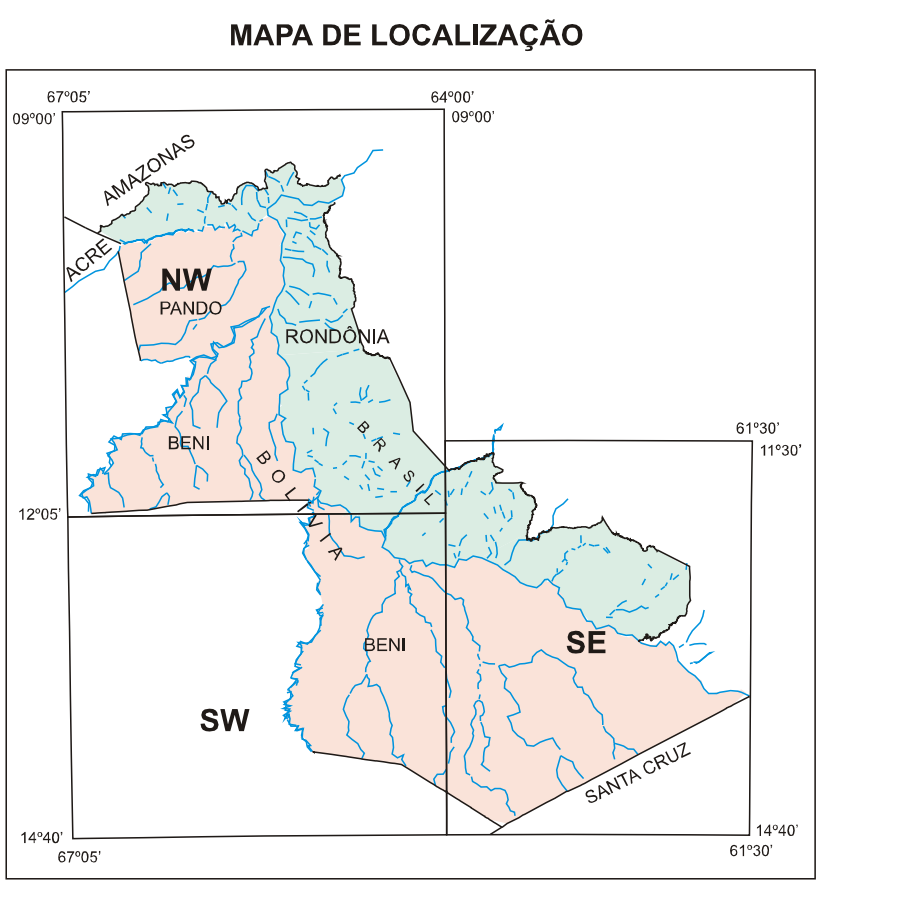 MAPA DE LOCALIZAÇÃO
67º05'
64º00'
09º00'
09º00'
AMAZONAS
ACRE
NW
PANDO
RONDÔNIA
BRASIL
61º30'
11º30'
BENI
BOLÍVIA
12º05'
BENI
SE
SW
SANTA CRUZ
14º40'
14º40'
67º05'
61º30'